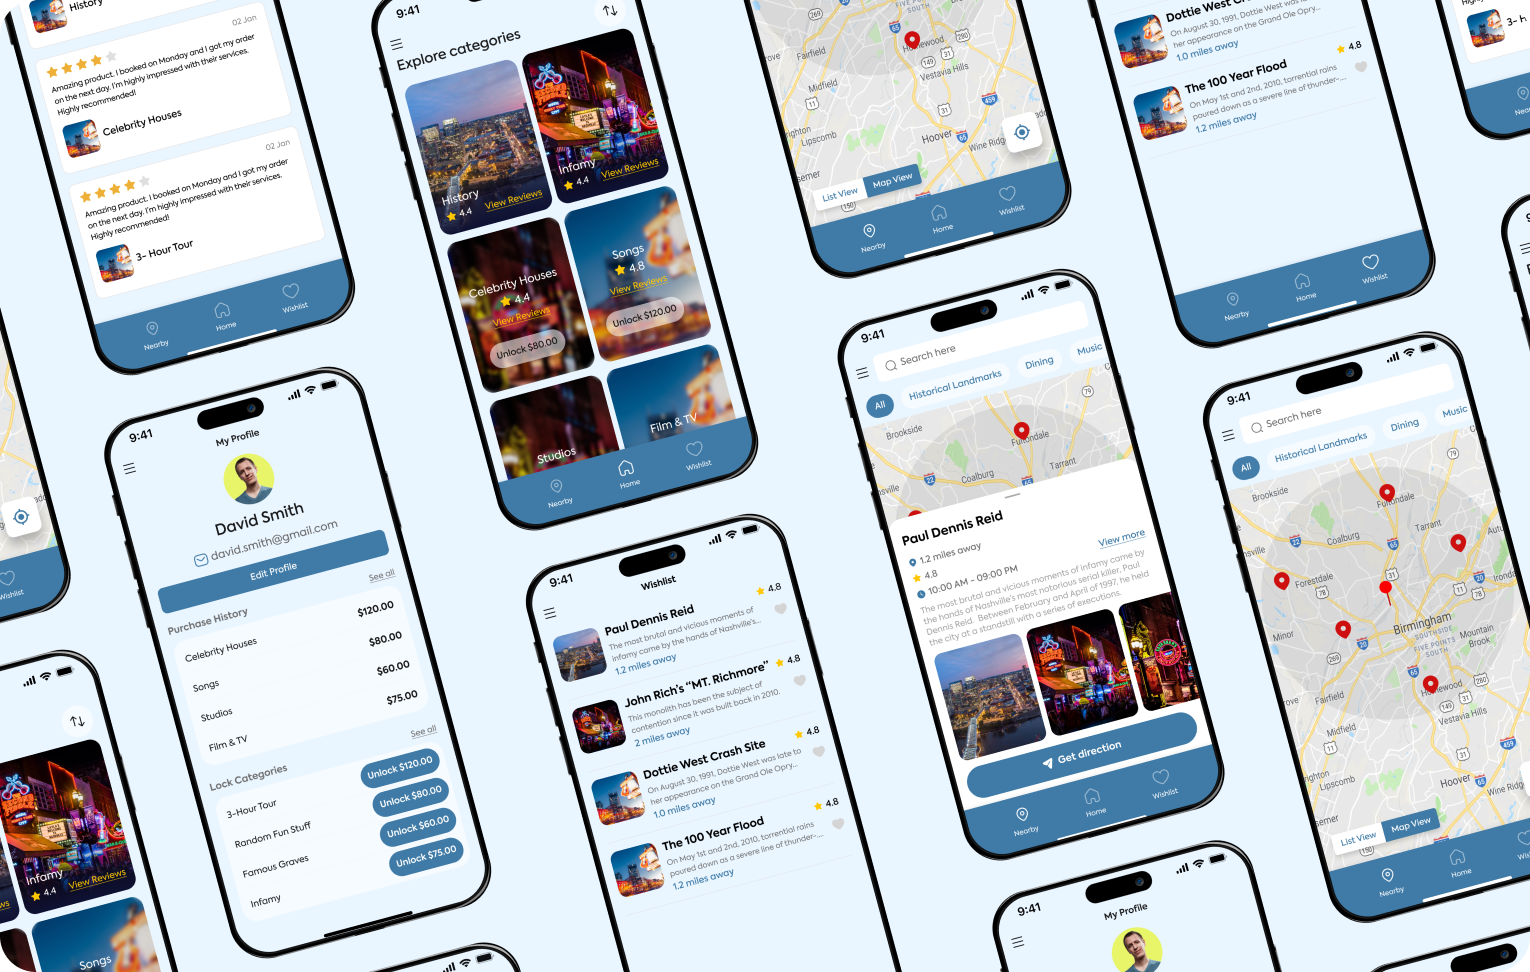 History
02 Jan
Amazing product. I booked on Monday and I got my order
on the next day. I'm highly impressed with their services.
Highly recommended!
Celebrity Houses
02 Jan
Amazing product. I booked on Monday and I got my order
on the next day. I'm highly impressed with their services.
Highly recommended!
3- Hour Tour
Nearby
Home
Wishlist
9:41
Explore categories
History
4.4
View Reviews
Infamy
4.4
View Reviews
Celebrity Houses
4.4
View Reviews
Unlock $80.00
Songs
4.8
View Reviews
Unlock $120.00
Studios
Film & TV
Nearby
Home
Wishlist
FIVE POINTS
SOUTH
Fairfield
Midfield
Vestavia Hills
Lipscomb
Hoover
Wine Ridg
List View
Map View
Nearby
Home
Wishlist
Dottie West C
On August 30, 1991, Dottie West was l
her appearance on the Grand Ole Opry...
1.0 miles away
4.8
The 100 Year Flood
On May 1st and 2nd, 2010, torrential rains
poured down as a severe line of thunder-...
1.2 miles away
Nearby
Home
Wishlist
Wishlist
9:41
My Profile
David Smith
david.smith@gmail.com
Edit Profile
Purchase History
See all
Celebrity Houses
$120.00
Songs
$80.00
Studios
$60.00
Film & TV
$75.00
Lock Categories
See all
3-Hour Tour
Unlock $120.00
Random Fun Stuff
Unlock $80.00
Famous Graves
Unlock $60.00
Infamy
Unlock $75.00
Infamy
4.4
View Reviews
Songs
9:41
Wishlist
Paul Dennis Reid
4.8
The most brutal and vicious moments of
infamy came by the hands of Nashville's...
1.2 miles away
John Rich's “MT. Richmore”
4.8
This monolith has been the subject of
contention since it was built back in 2010.
2 miles away
Dottie West Crash Site
4.8
On August 30, 1991, Dottie West was late to
her appearance on the Grand Ole Opry...
1.0 miles away
The 100 Year Flood
4.8
On May 1st and 2nd, 2010, torrential rains
poured down as a severe line of thunder-...
1.2 miles away
9:41
Search here
All
Historical Landmarks
Dining
Music
Brookside
Fultondale
Coalburg
Tarrant
Paul Dennis Reid
1.2 miles away
View more
4.8
10:00 AM - 09:00 PM
The most brutal and vicious moments of infamy came by
the hands of Nashville's most notorious serial killer, Paul
Dennis Reid. Between February and April of 1997, he held
the city at a standstill with a series of executions.
Get direction
Nearby
Home
Wishlist
9:41
Search here
All
Historical Landmarks
Dining
Music
Brookside
Fultondale
Coalburg
Tarrant
Forestdale
Minor
Birmingham
SOUTHSIDE
FIVE POINTS
SOUTH
Mountain
Brook
Fairfield
Midfield
Vestavia Hills
Lipscomb
Hoover
Wine Ridg
List View
Map View
Nearby
Home
9:41
My Profile